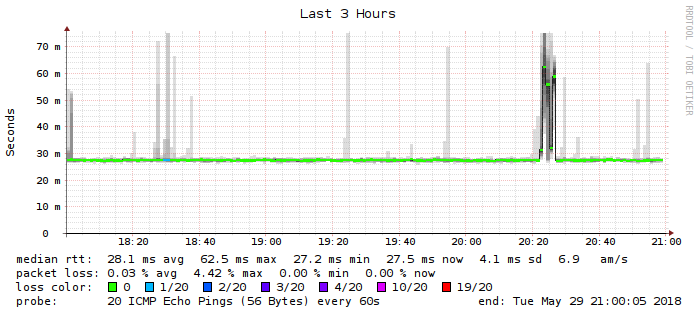 Last 3 Hours
RRDTOOL / TOBI OETIKER
Seconds
70 m
60 m
50 m
40 m
30 m
20 m
10 m
0
18:20 18:40 19:00 19:20 19:40 20:00 20:20 20:40 21:00
median rtt: 28.1 ms avg 62.5 ms max 27.2 ms min 27.5 ms now 4.1 ms sd 6.9 am/s
packet loss: 0.03 % avg 4.42 % max 0.00 % min 0.00 % now
loss color: 0 1/20 2/20 3/20 4/20 10/20 19/20
probe: 20 ICMP Echo Pings (56 Bytes) every 60s end: Tue May 29 21:00:05 2018